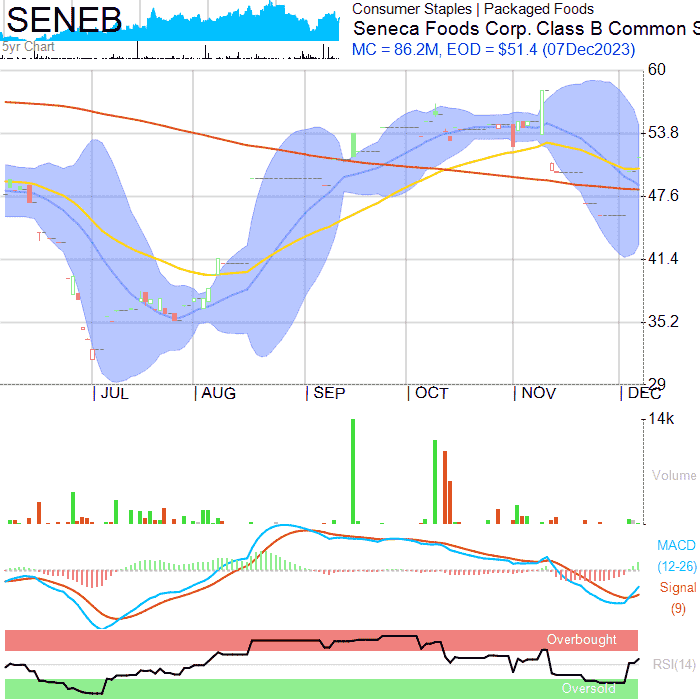 SENEB
5yr Chart
Consumer Staples | Packaged Foods
Seneca Foods Corp. Class B Common S
MC = 86.2M, EOD = $51.4 (07Dec2023)
60
53.8
47.6
41.4
35.2
29
JUL AUG SEP OCT NOV DEC
14k
Volume
MACD
(12-26)
Signal
(9)
Overbought
RSI(14)
Oversold